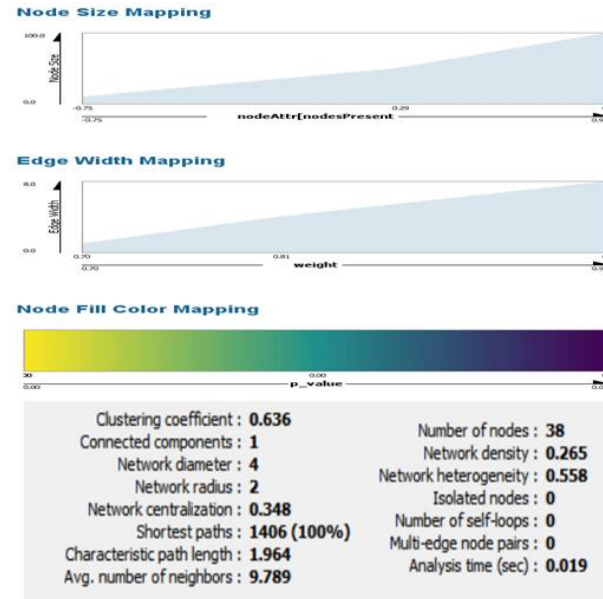 Node Size Mapping
100.0
Node Size
0.0
-0.75
0.29
-0.75
nodeAttr[nodesPresent
Edge Width Mapping
8.0
Edge Width
0.0
0.70
0.81
0.70
weight
Node Fill Color Mapping
0.00
0.00
p_value
Clustering coefficient : 0.636
Connected components : 1
Network diameter : 4
Network radius : 2
Network centralization : 0.348
Shortest paths : 1406 (100%)
Characteristic path length : 1.964
Avg. number of neighbors : 9.789
Number of nodes : 38
Network density : 0.265
Network heterogeneity : 0.558
Isolated nodes : 0
Number of self-loops : 0
Multi-edge node pairs : 0
Analysis time (sec) : 0.019